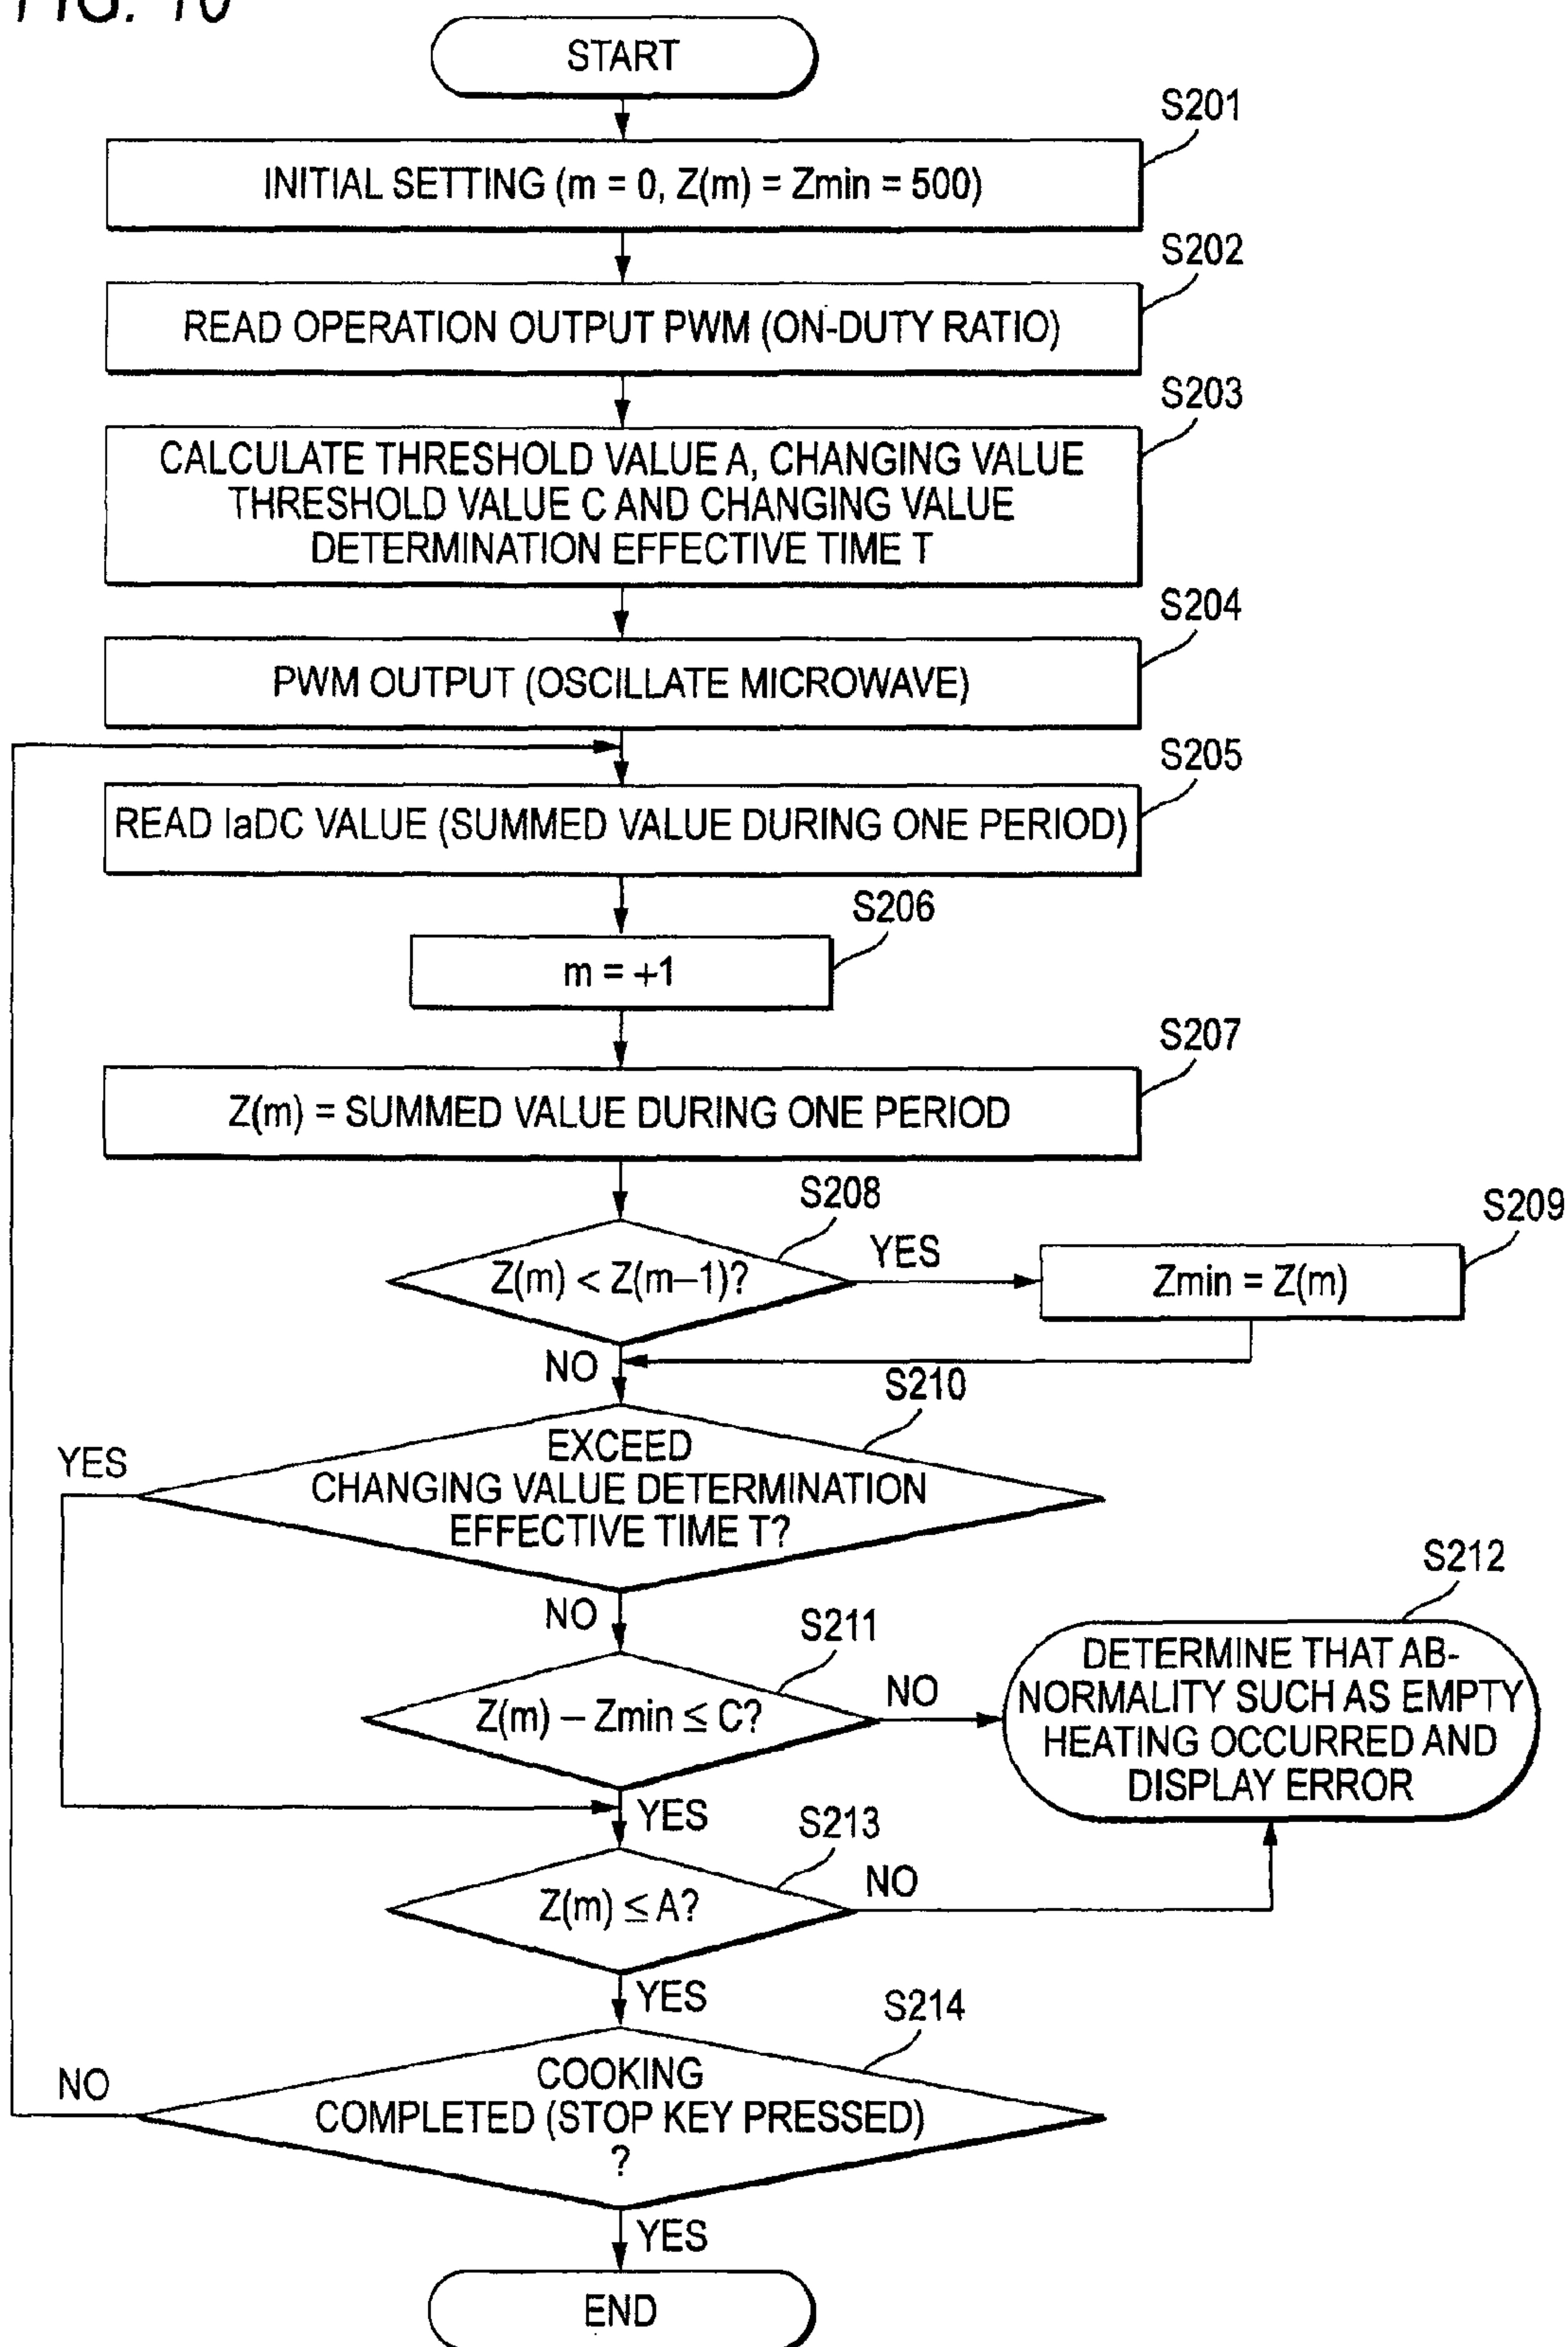 FIG. 10
START
S201
INITIAL SETTING (m = 0, Z(m) = Zmin = 500)
S202
READ OPERATION OUTPUT PWM (ON-DUTY RATIO)
S203
CALCULATE THRESHOLD VALUE A, CHANGING VALUE
THRESHOLD VALUE C AND CHANGING VALUE
DETERMINATION EFFECTIVE TIME T
S204
PWM OUTPUT (OSCILLATE MICROWAVE)
S205
READ IaDC VALUE (SUMMED VALUE DURING ONE PERIOD)
S206
m = +1
S207
Z(m) = SUMMED VALUE DURING ONE PERIOD
S208
Z(m) < Z(m–1)?
YES
S209
Zmin = Z(m)
NO
S210
EXCEED
CHANGING VALUE DETERMINATION
EFFECTIVE TIME T?
YES
NO
S211
Z(m) – Zmin ≤ C?
NO
S212
DETERMINE THAT AB-
NORMALITY SUCH AS EMPTY
HEATING OCCURRED AND
DISPLAY ERROR
YES
S213
Z(m) ≤ A?
NO
YES
S214
COOKING
COMPLETED (STOP KEY PRESSED)
?
NO
YES
END